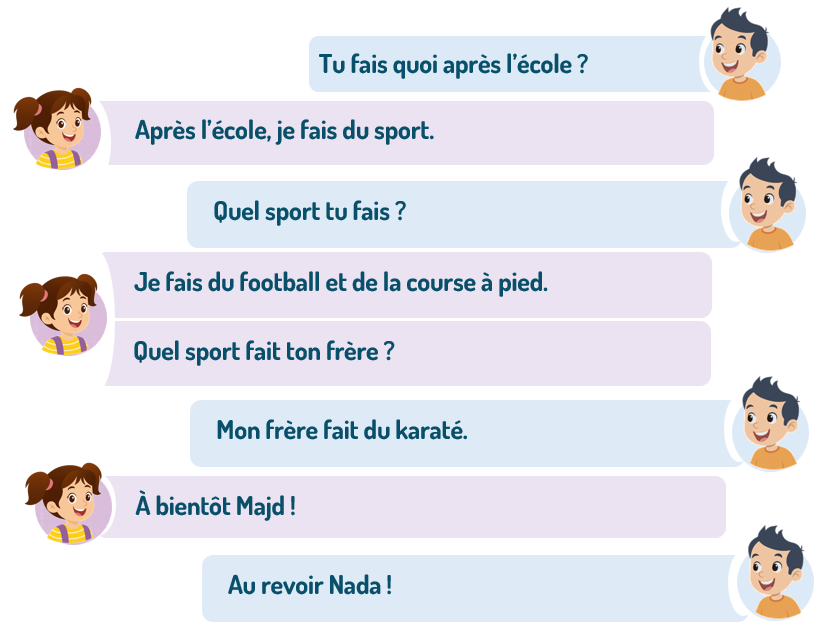 Tu fais quoi après l'école ?
Après l'école, je fais du sport.
Quel sport tu fais ?
Je fais du football et de la course à pied.
Quel sport fait ton frère ?
Mon frère fait du karaté.
À bientôt Majd !
Au revoir Nada !